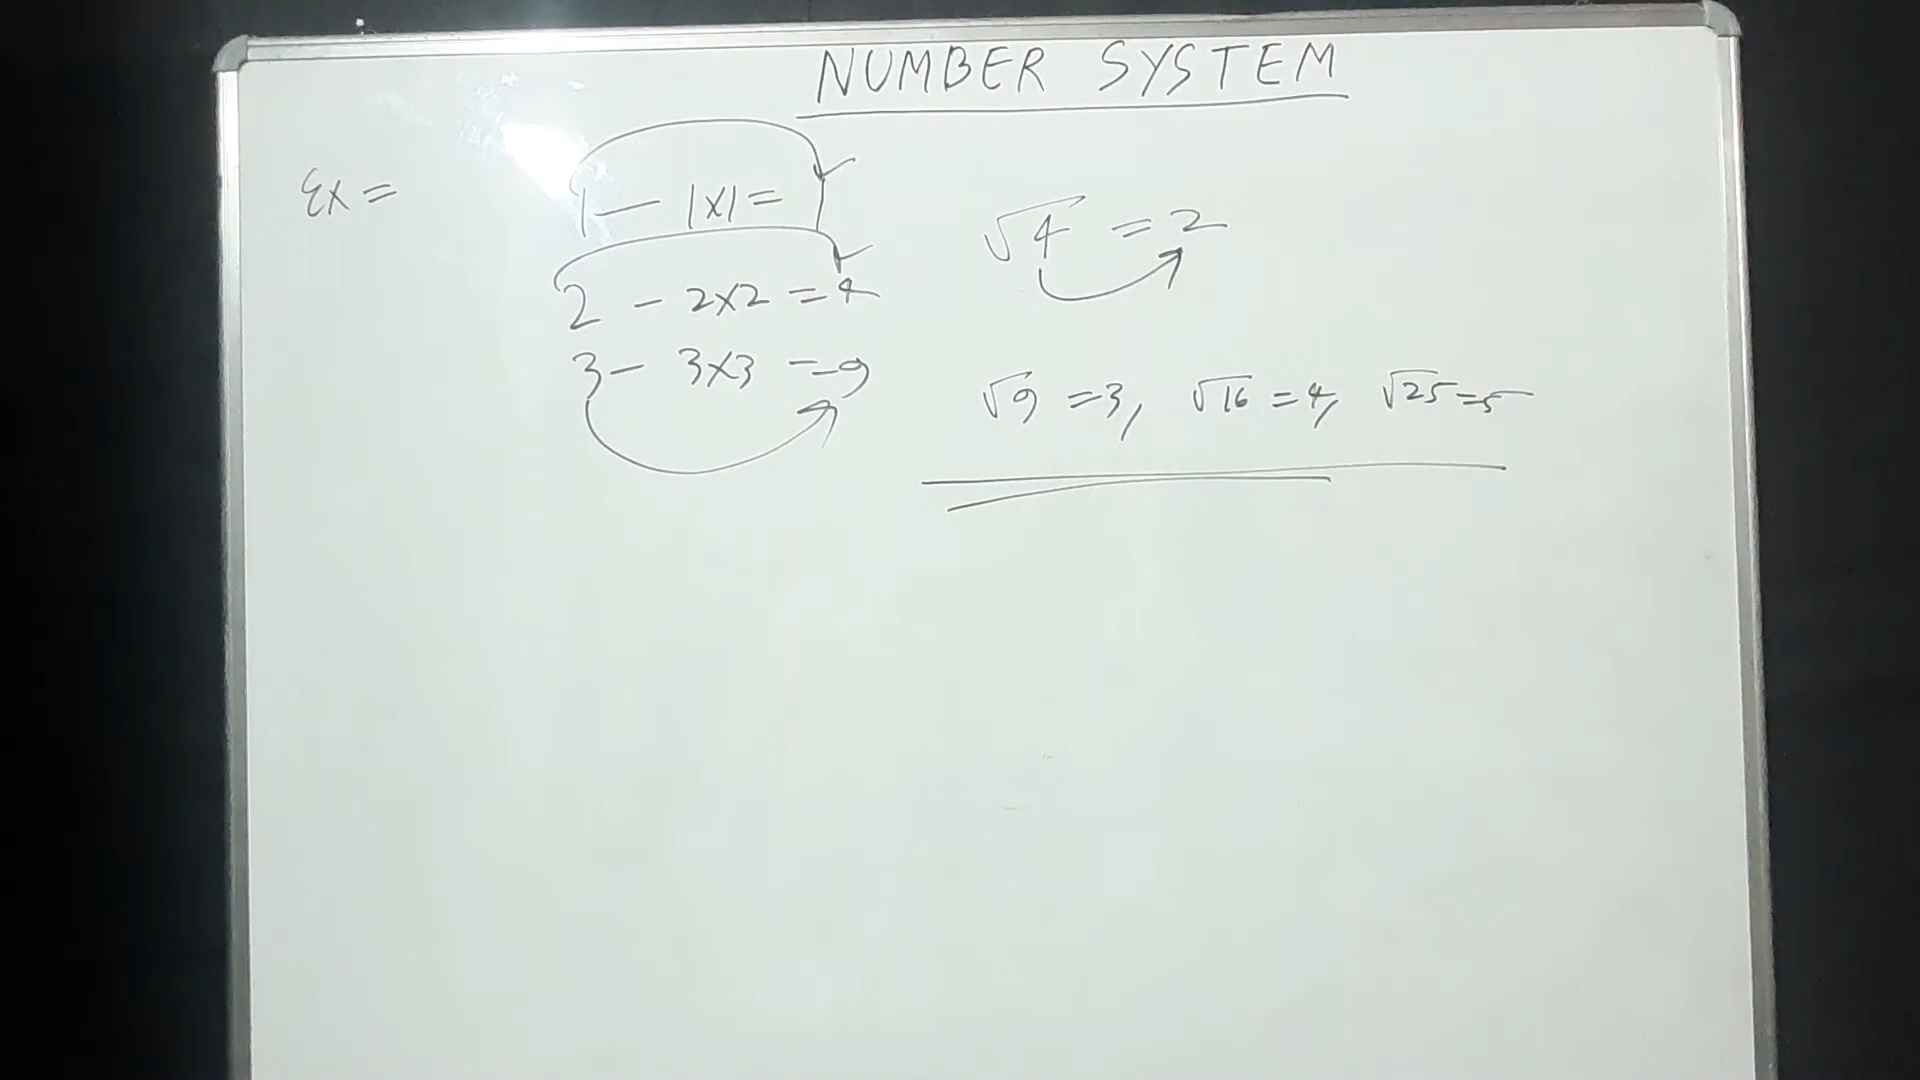 NUMBER SYSTEM
Ex =
1 — 1x1 = 1
2 - 2x2 = 4
3 - 3x3 = 9
√4 = 2
√9 = 3, √16 = 4, √25 = 5